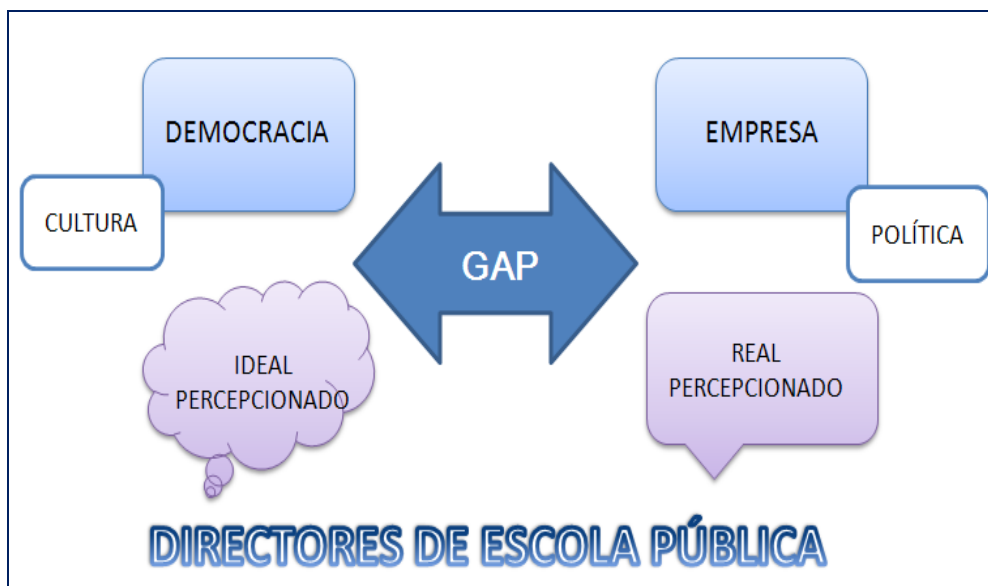 DEMOCRACIA
CULTURA
IDEAL
PERCEPCIONADO
GAP
EMPRESA
POLÍTICA
REAL
PERCEPCIONADO
DIRECTORES DE ESCOLA PÚBLICA